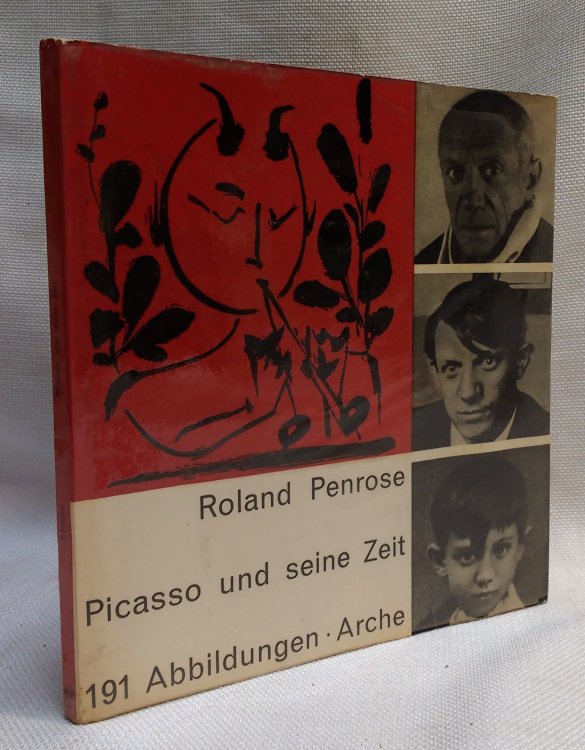 Roland Penrose
Picasso und seine Zeit
191 Abbildungen · Arche